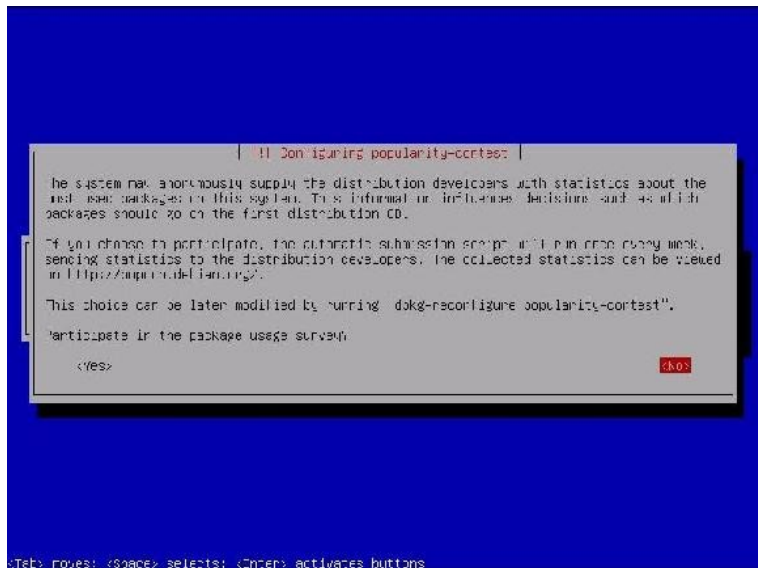 [!] Configuring popularity-contest
The system may anonymously supply the distribution developers with statistics about the
most used packages on this system. This information influences decisions such as which
packages should go on the first distribution CD.
If you choose to participate, the automatic submission script will run once every week,
sending statistics to the distribution developers. The collected statistics can be viewed
on http://popcon.debian.org/.
This choice can be later modified by running "dpkg-reconfigure popularity-contest".
Participate in the package usage survey?
<Yes> <No>
<Tab> moves; <Space> selects; <Enter> activates buttons